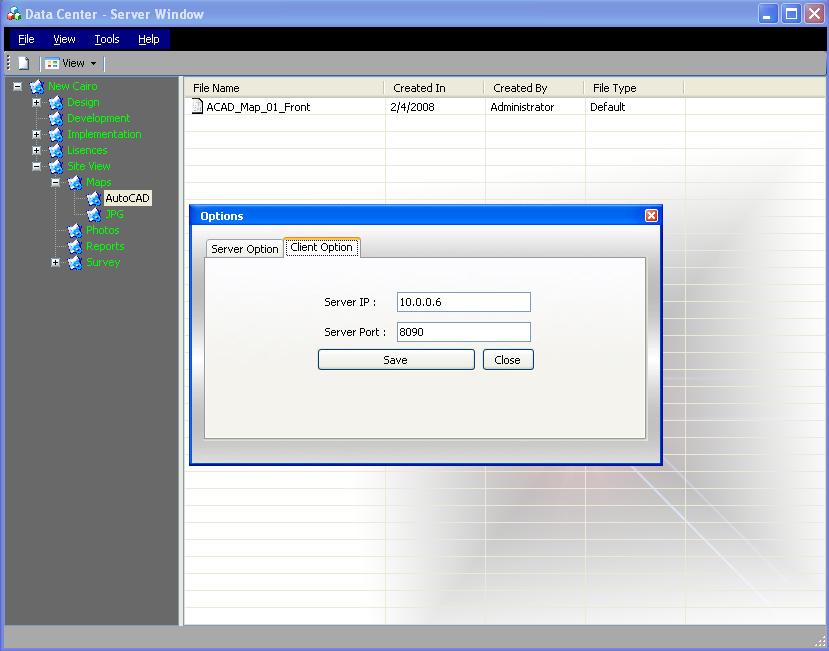 Data Center - Server Window
File View Tools Help
View
New Cairo
Design
Development
Implementation
Lisences
Site View
Maps
AutoCAD
JPG
Photos
Reports
Survey
File Name Created In Created By File Type
ACAD_Map_01_Front 2/4/2008 Administrator Default
Options
Server Option Client Option
Server IP : 10.0.0.6
Server Port : 8090
Save Close